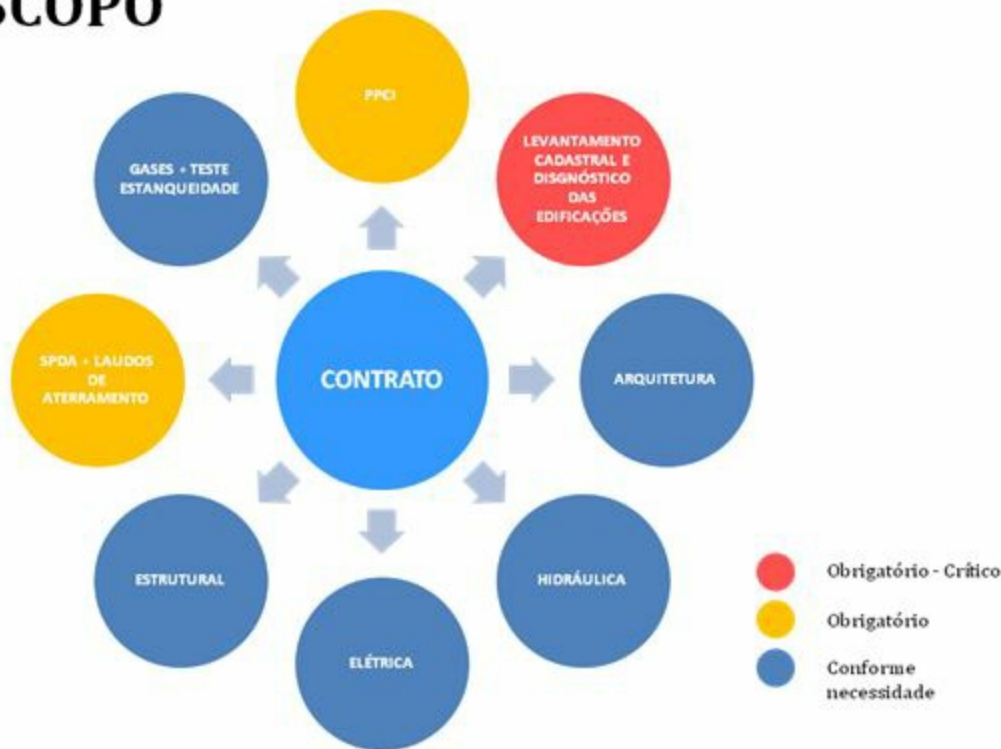 SCOPO
PPCI
LEVANTAMENTO
CADASTRAL E
DISGNÓSTICO
DAS
EDIFICAÇÕES
GASES + TESTE
ESTANQUEIDADE
SPDA + LAUDOS
DE
ATERRAMENTO
CONTRATO
ARQUITETURA
ESTRUTURAL
HIDRÁULICA
ELÉTRICA
Obrigatório - Crítico
Obrigatório
Conforme
necessidade